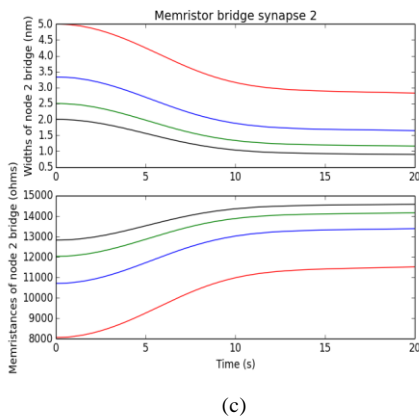 Memristor bridge synapse 2
Widths of node 2 bridge (nm)
5.0
4.5
4.0
3.5
3.0
2.5
2.0
1.5
1.0
0.5
0 5 10 15 20
Memristances of node 2 bridge (ohms)
15000
14000
13000
12000
11000
10000
9000
8000
0 5 10 15 20
Time (s)
(c)